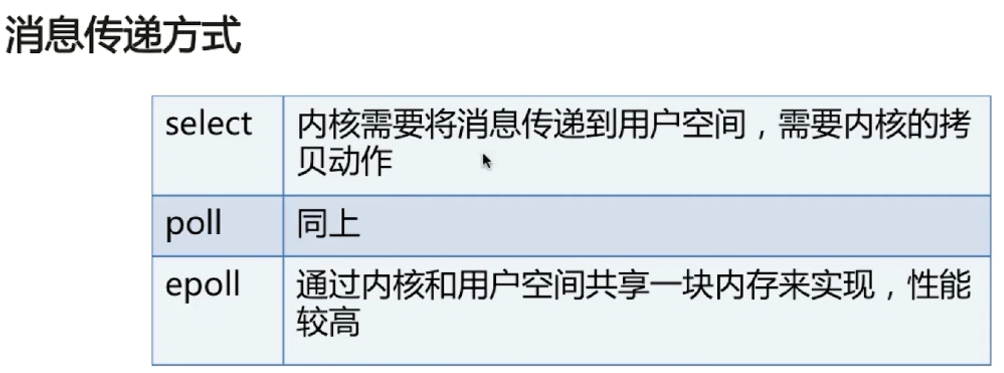 消息传递方式
select 内核需要将消息传递到用户空间，需要内核的拷
贝动作
poll 同上
epoll 通过内核和用户空间共享一块内存来实现，性能
较高